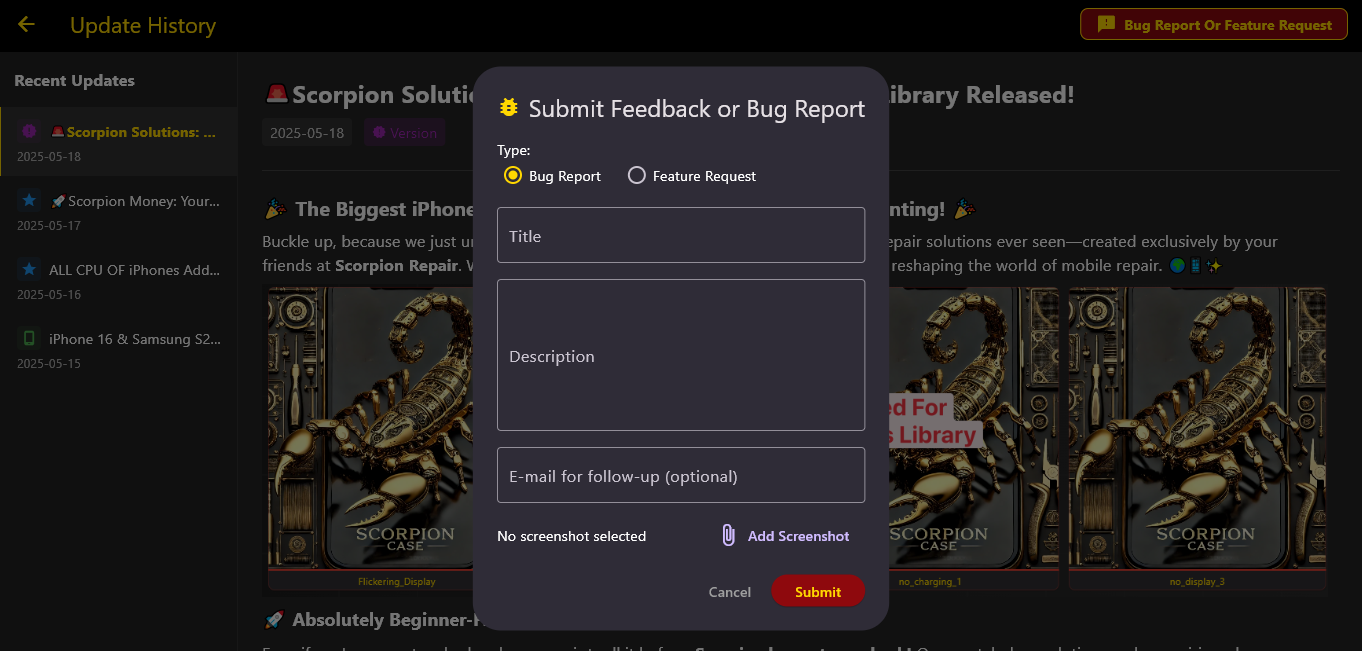 Update History
Bug Report Or Feature Request
Recent Updates
Scorpion Solutions: ...
2025-05-18
Scorpion Money: Your...
2025-05-17
ALL CPU OF iPhones Add...
2025-05-16
iPhone 16 & Samsung S2...
2025-05-15
Scorpion Solutio
ibrary Released!
2025-05-18
Version
The Biggest iPhone
nting!
Buckle up, because we just
epair solutions ever seen—created exclusively by your
friends at Scorpion Repair.
reshaping the world of mobile repair.
ed For
s Library
SCORPION
CASE
SCORPION
CASE
SCORPION
CASE
Flickering_Display
no_charging_1
no_display_3
Absolutely Beginner-
Submit Feedback or Bug Report
Type:
Bug Report
Feature Request
Title
Description
E-mail for follow-up (optional)
No screenshot selected
Add Screenshot
Cancel
Submit